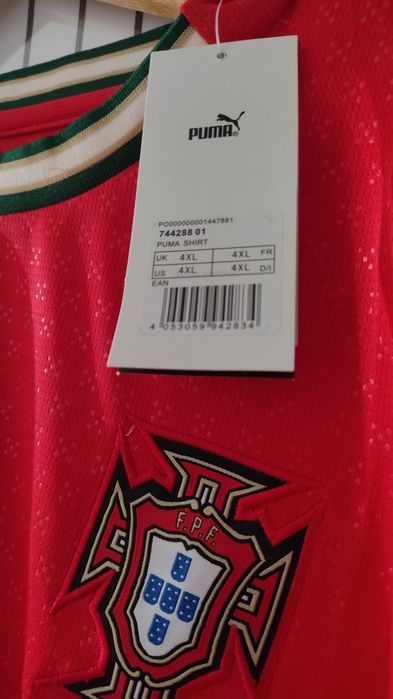 PUMA
PO000000001447881
744288 01
PUMA SHIRT
UK 4XL 4XL FR
US 4XL 4XL D/I
EAN
4 053059 942834
F.P.F.